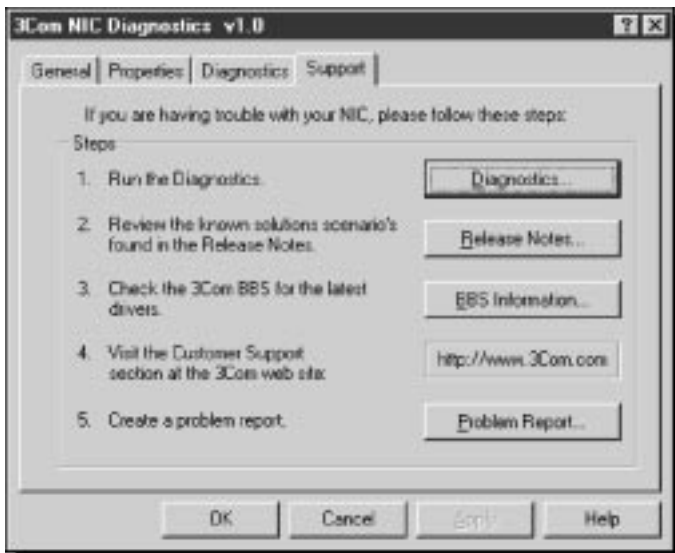 3Com NIC Diagnostics v1.0
General
Properties
Diagnostics
Support
If you are having trouble with your NIC, please follow these steps:
Steps
1. Run the Diagnostics.
Diagnostics...
2. Review the known solutions scenario's
found in the Release Notes.
Release Notes...
3. Check the 3Com BBS for the latest
drivers.
BBS Information...
4. Visit the Customer Support
section at the 3Com web site:
http://www.3Com.com
5. Create a problem report.
Problem Report...
OK
Cancel
Apply
Help